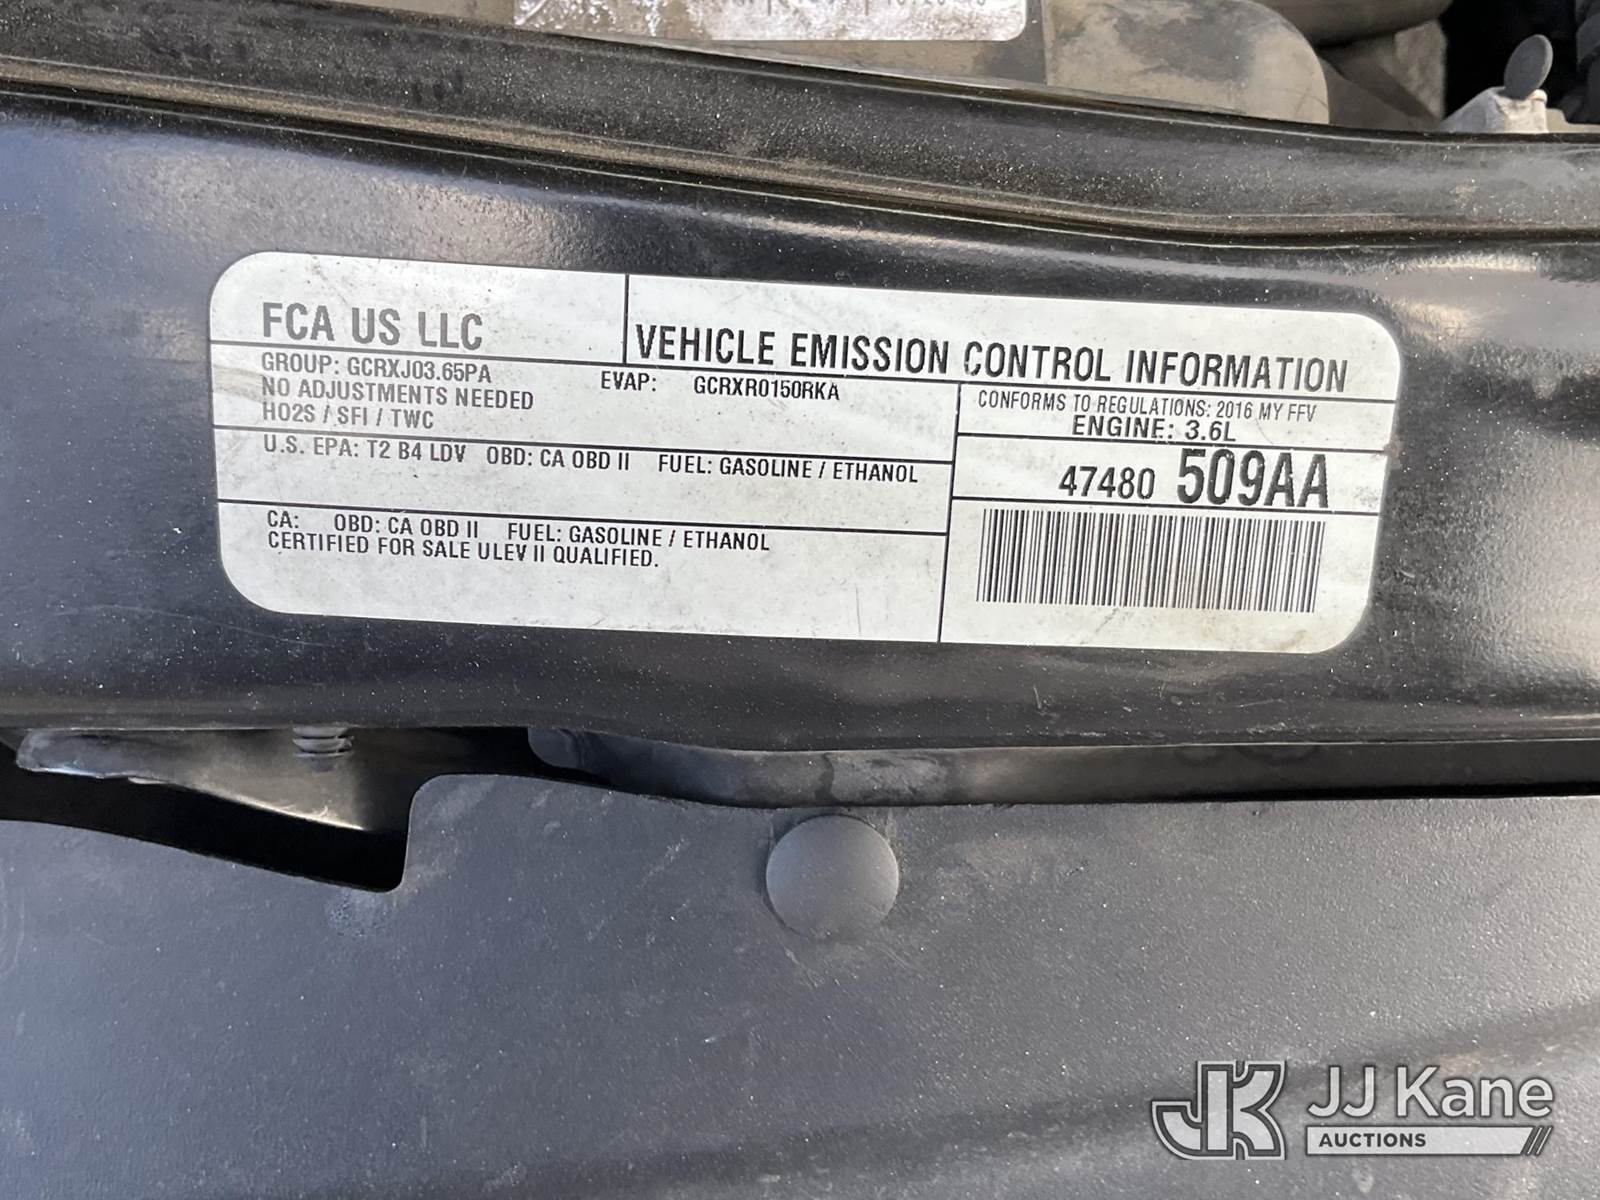 FCA US LLC
VEHICLE EMISSION CONTROL INFORMATION
GROUP: GCRXJ03.65PA
EVAP: GCRXR0150RKA
NO ADJUSTMENTS NEEDED
HO2S / SFI / TWC
CONFORMS TO REGULATIONS: 2016 MY FFV
ENGINE: 3.6L
U.S. EPA: T2 B4 LDV OBD: CA OBD II FUEL: GASOLINE / ETHANOL
47480 509AA
CA: OBD: CA OBD II FUEL: GASOLINE / ETHANOL
CERTIFIED FOR SALE ULEV II QUALIFIED.
JK JJ Kane
AUCTIONS